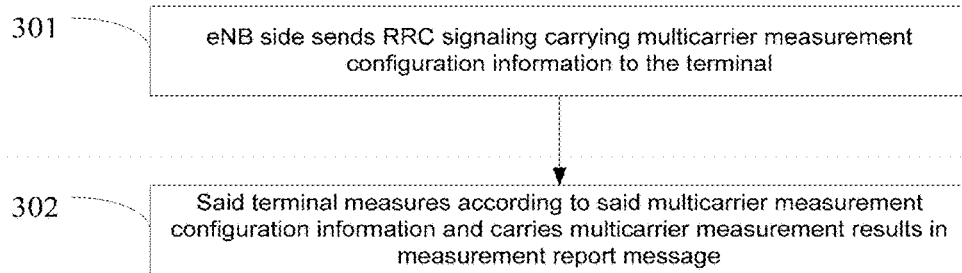 301
eNB side sends RRC signaling carrying multicarrier measurement
configuration information to the terminal
302
Said terminal measures according to said multicarrier measurement
configuration information and carries multicarrier measurement results in
measurement report message